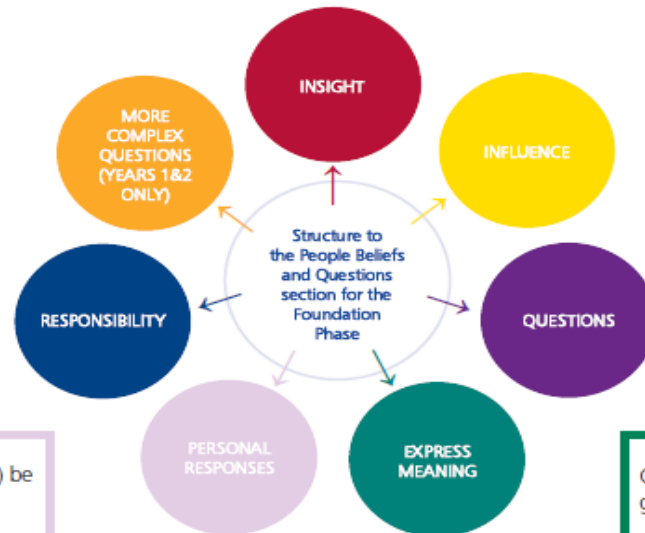 INSIGHT
MORE
COMPLEX
QUESTIONS
(YEARS 1&2
ONLY)
INFLUENCE
Structure to
the People Beliefs
and Questions
section for the
Foundation
Phase
RESPONSIBILITY
QUESTIONS
PERSONAL
RESPONSES
EXPRESS
MEANING
) be